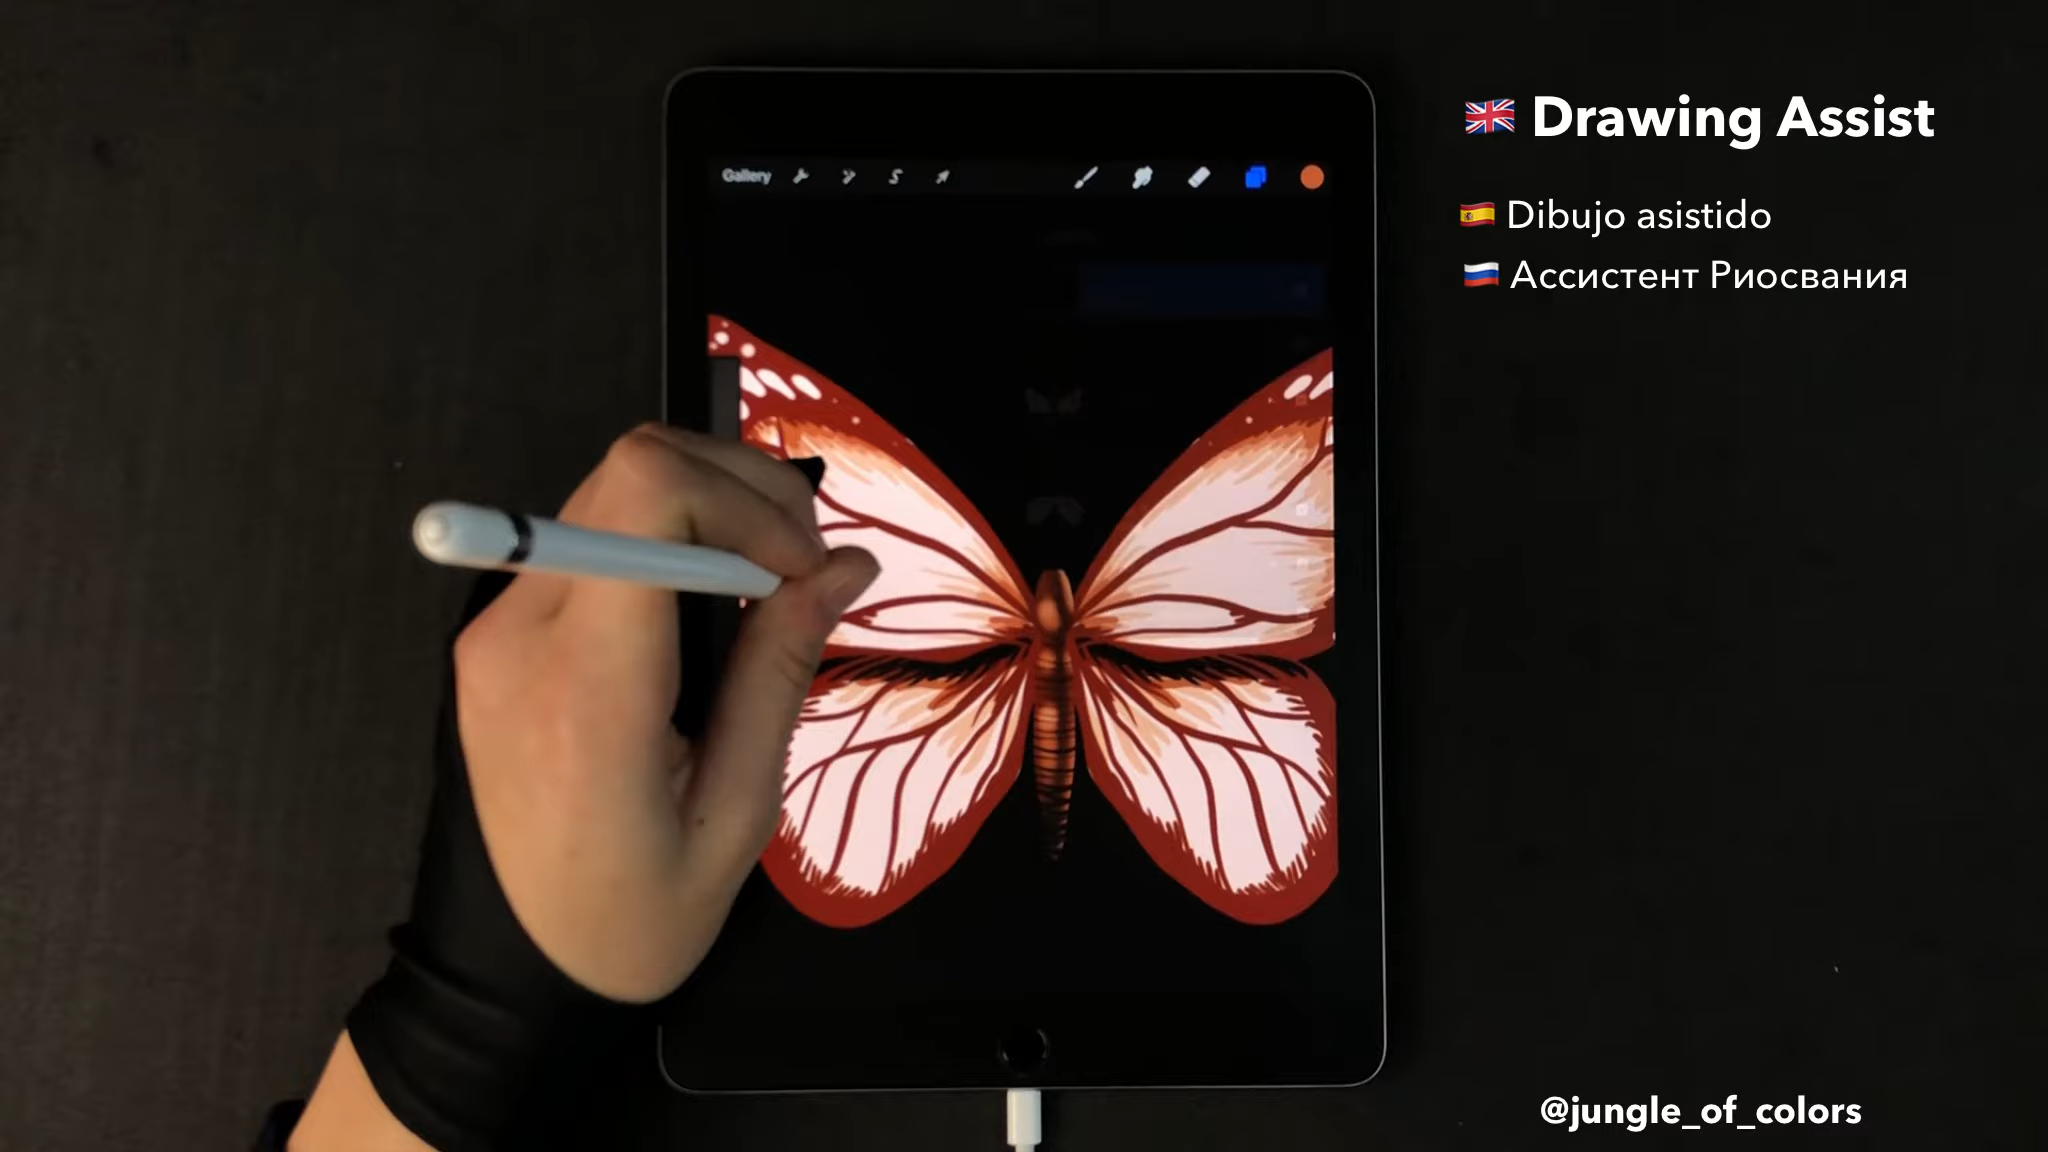 Gallery
🇬🇧 Drawing Assist
🇪🇸 Dibujo asistido
🇷🇺 Ассистент Риосвания
@jungle_of_colors